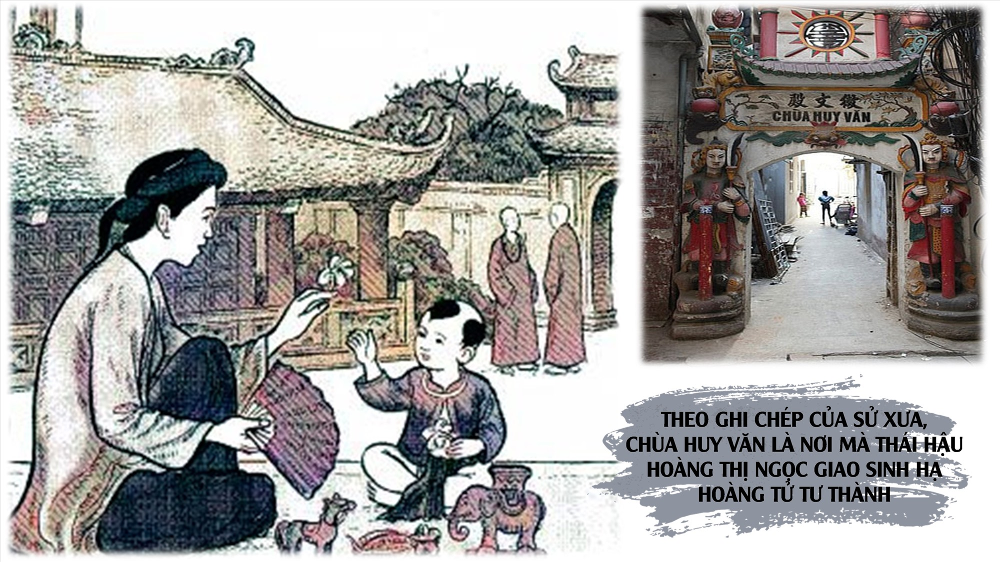 殿文徽
CHÙA HUY VĂN
THEO GHI CHÉP CỦA SỬ XƯA,
CHÙA HUY VĂN LÀ NƠI MÀ THÁI HẬU
HOÀNG THỊ NGỌC GIAO SINH HẠ
HOÀNG TỬ TƯ THÀNH